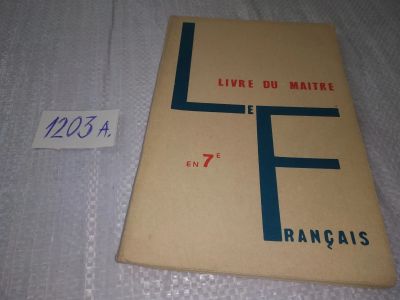 1203 А.
LIVRE DU MAITRE
LE
EN 7E
FRANÇAIS